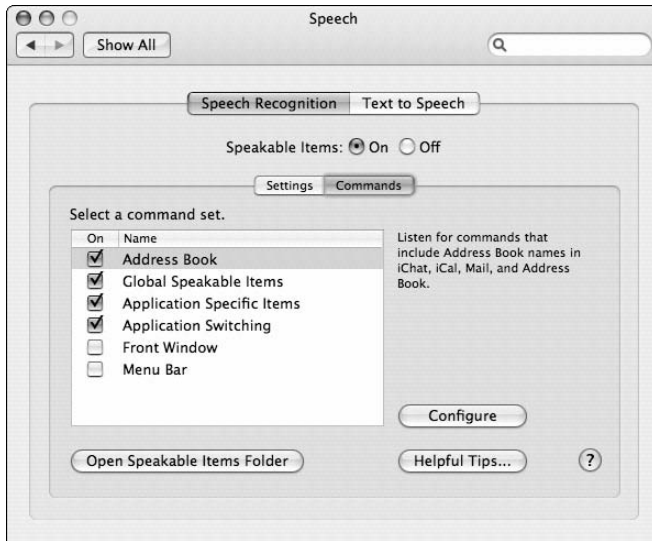 Speech
Show All
Speech Recognition Text to Speech
Speakable Items: On Off
Settings Commands
Select a command set.
On Name
Address Book
Global Speakable Items
Application Specific Items
Application Switching
Front Window
Menu Bar
Listen for commands that
include Address Book names in
iChat, iCal, Mail, and Address
Book.
Configure
Open Speakable Items Folder
Helpful Tips...
?